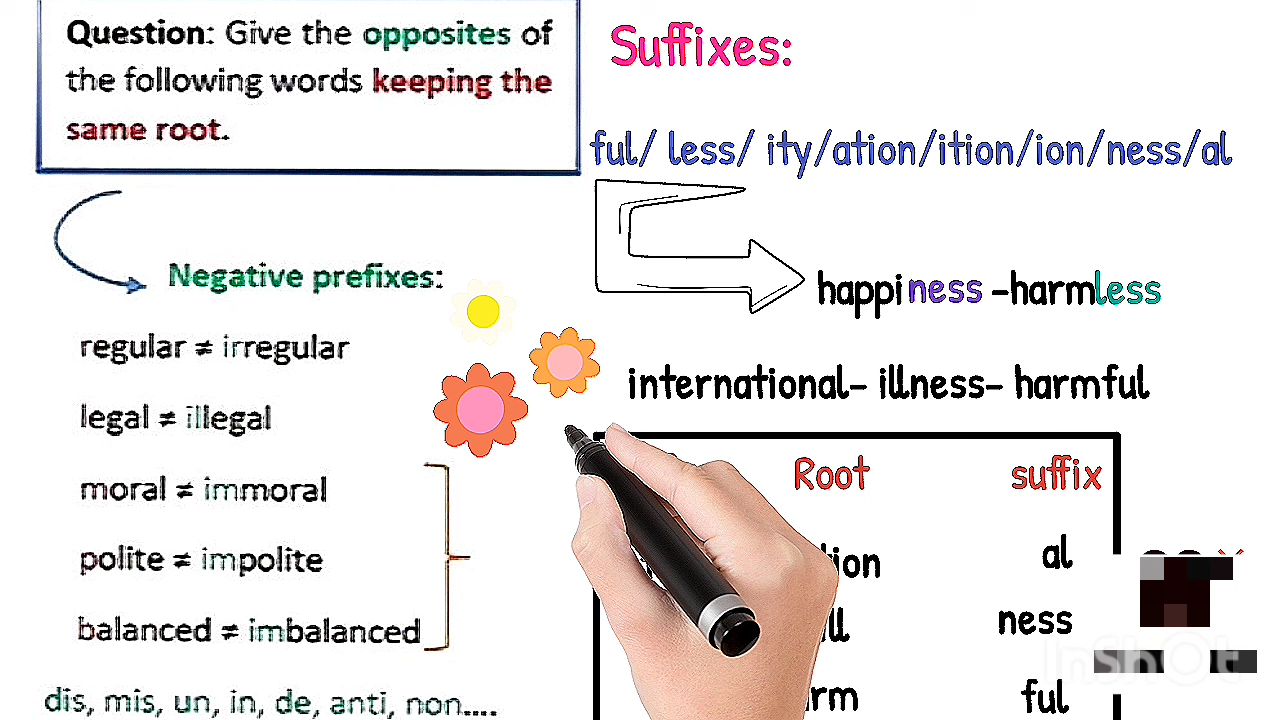 Question: Give the opposites of
the following words keeping the
same root.
Negative prefixes:
regular ≠ irregular
legal ≠ illegal
moral ≠ immoral
polite ≠ impolite
balanced ≠ imbalanced
dis, mis, un, in, de, anti, non....
Suffixes:
ful/ less/ ity/ation/ition/ion/ness/al
happiness -harmless
international- illness- harmful
Root suffix
al
ness
ful
InShOt